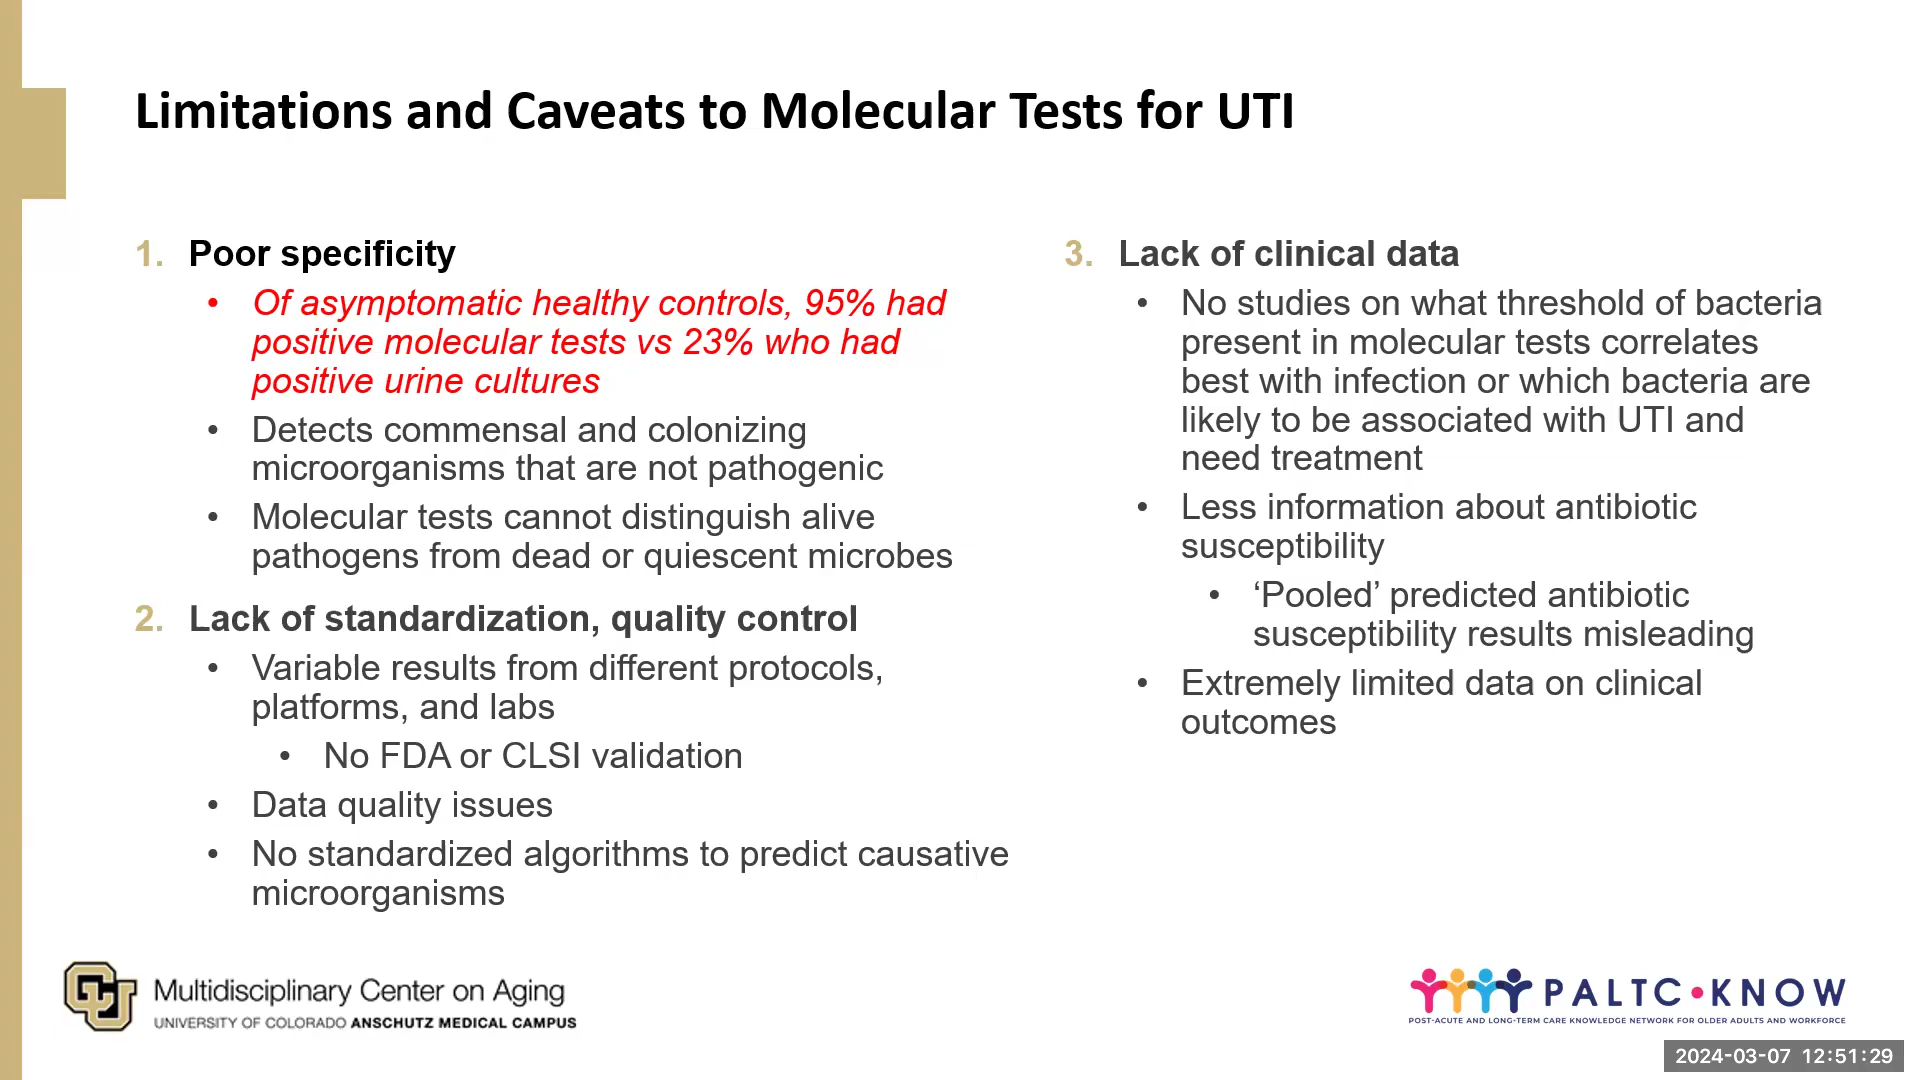 Limitations and Caveats to Molecular Tests for UTI
1. Poor specificity
• Of asymptomatic healthy controls, 95% had
positive molecular tests vs 23% who had
positive urine cultures
• Detects commensal and colonizing
microorganisms that are not pathogenic
• Molecular tests cannot distinguish alive
pathogens from dead or quiescent microbes
2. Lack of standardization, quality control
• Variable results from different protocols,
platforms, and labs
• No FDA or CLSI validation
• Data quality issues
• No standardized algorithms to predict causative
microorganisms
3. Lack of clinical data
• No studies on what threshold of bacteria
present in molecular tests correlates
best with infection or which bacteria are
likely to be associated with UTI and
need treatment
• Less information about antibiotic
susceptibility
• ‘Pooled’ predicted antibiotic
susceptibility results misleading
• Extremely limited data on clinical
outcomes
CU
Multidisciplinary Center on Aging
UNIVERSITY OF COLORADO ANSCHUTZ MEDICAL CAMPUS
PALTC•KNOW
POST-ACUTE AND LONG-TERM CARE KNOWLEDGE NETWORK FOR OLDER ADULTS AND WORKFORCE
2024-03-07 12:51:29